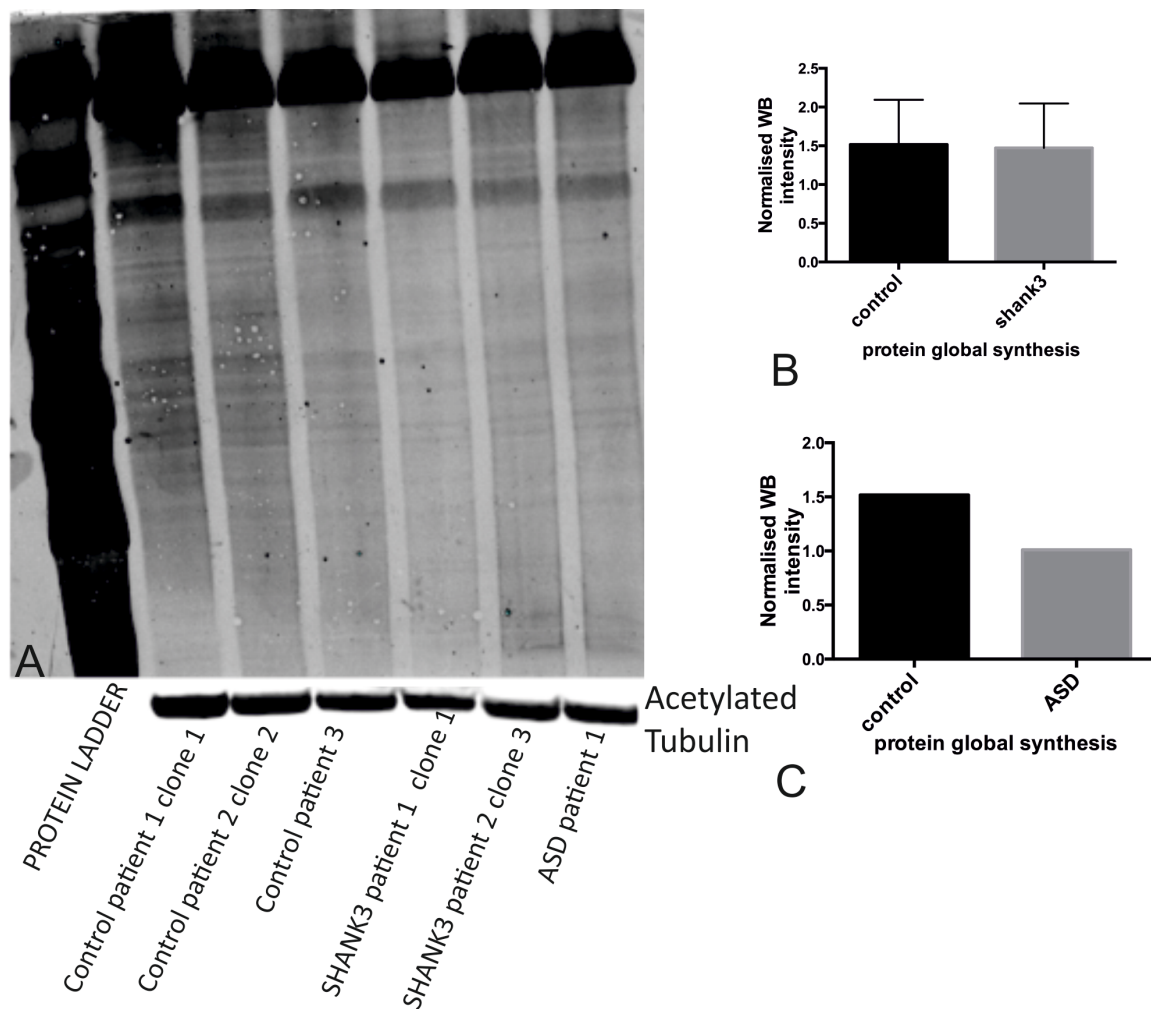 A
PROTEIN LADDER
Control patient 1 clone 1
Control patient 2 clone 2
Control patient 3
SHANK3 patient 1 clone 1
SHANK3 patient 2 clone 3
ASD patient 1
Acetylated
Tubulin
Normalised WB
intensity
2.5
2.0
1.5
1.0
0.5
0.0
control
shank3
protein global synthesis
B
Normalised WB
intensity
2.0
1.5
1.0
0.5
0.0
control
ASD
protein global synthesis
C